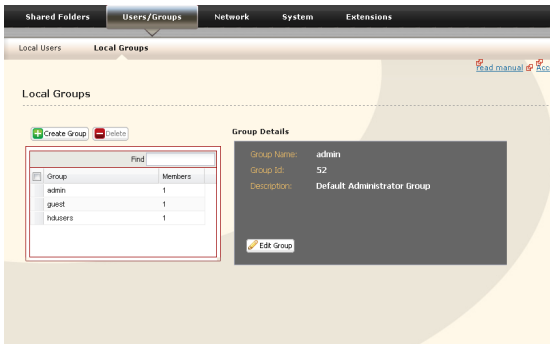 Shared Folders Users/Groups Network System Extensions
Local Users Local Groups
read manual Acc
Local Groups
Create Group Delete
Group Details
Find
Group Members
admin 1
guest 1
hdusers 1
Group Name: admin
Group Id: 52
Description: Default Administrator Group
Edit Group